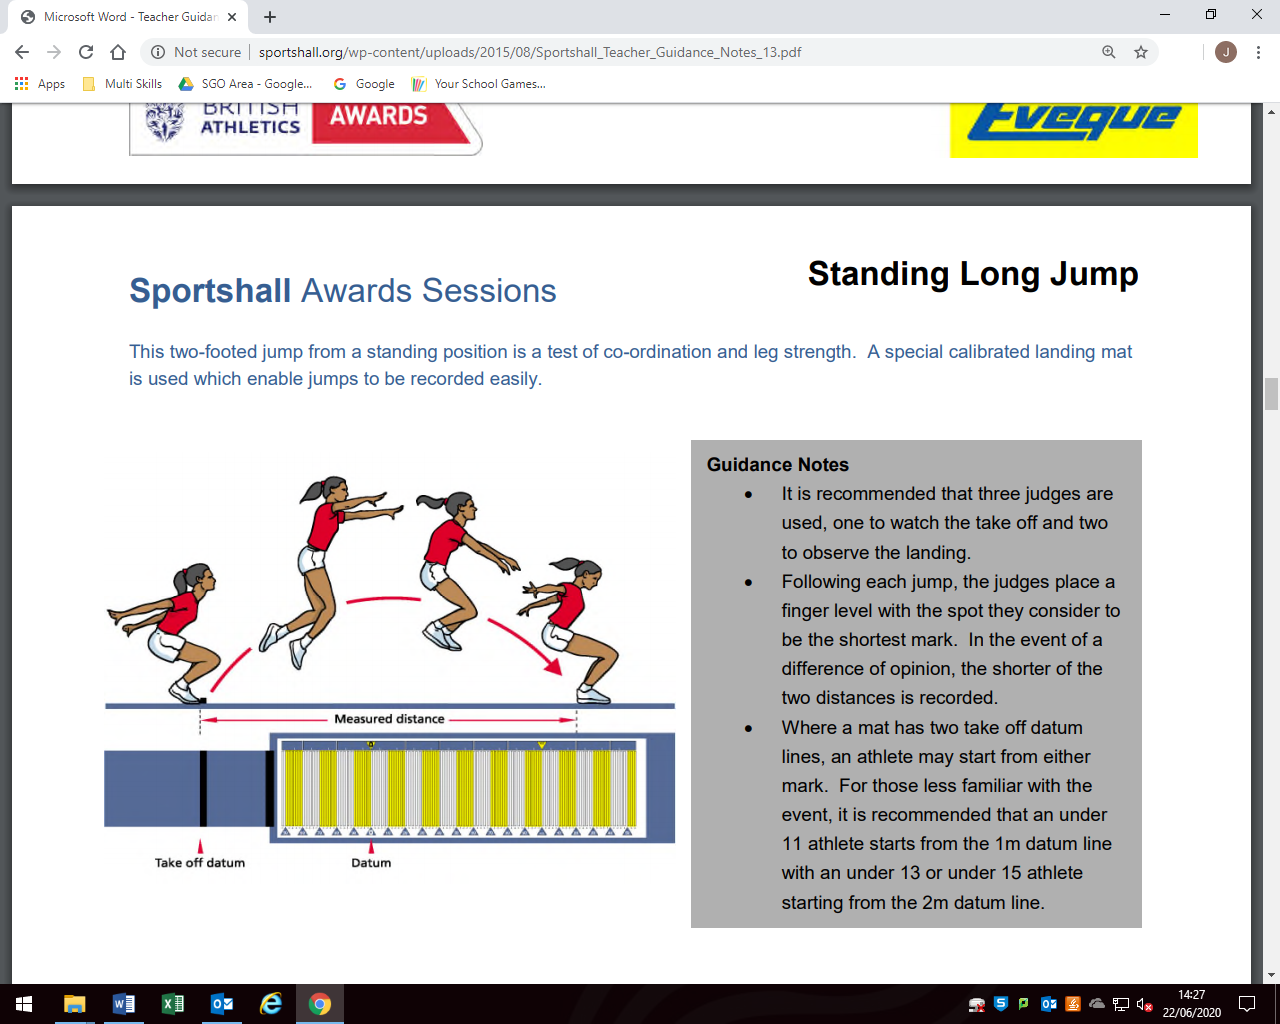 Microsoft Word - Teacher Guidan
Not secure
sportshall.org/wp-content/uploads/2015/08/Sportshall_Teacher_Guidance_Notes_13.pdf
J
Apps
Multi Skills
SGO Area - Google...
Google
Your School Games...
BRITISH
ATHLETICS
AWARDS
Eveque
Standing Long Jump
Sportshall Awards Sessions
This two-footed jump from a standing position is a test of co-ordination and leg strength. A special calibrated landing mat
is used which enable jumps to be recorded easily.
Guidance Notes
• It is recommended that three judges are
used, one to watch the take off and two
to observe the landing.
• Following each jump, the judges place a
finger level with the spot they consider to
be the shortest mark. In the event of a
difference of opinion, the shorter of the
two distances is recorded.
• Where a mat has two take off datum
lines, an athlete may start from either
mark. For those less familiar with the
event, it is recommended that an under
11 athlete starts from the 1m datum line
with an under 13 or under 15 athlete
starting from the 2m datum line.
Measured distance
Take off datum
Datum
14:27
22/06/2020